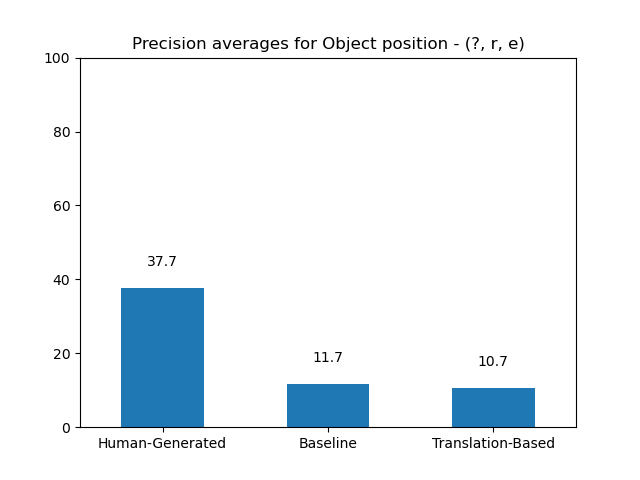 Precision averages for Object position - (?, r, e)
100
80
60
40
20
0
37.7
11.7
10.7
Human-Generated
Baseline
Translation-Based